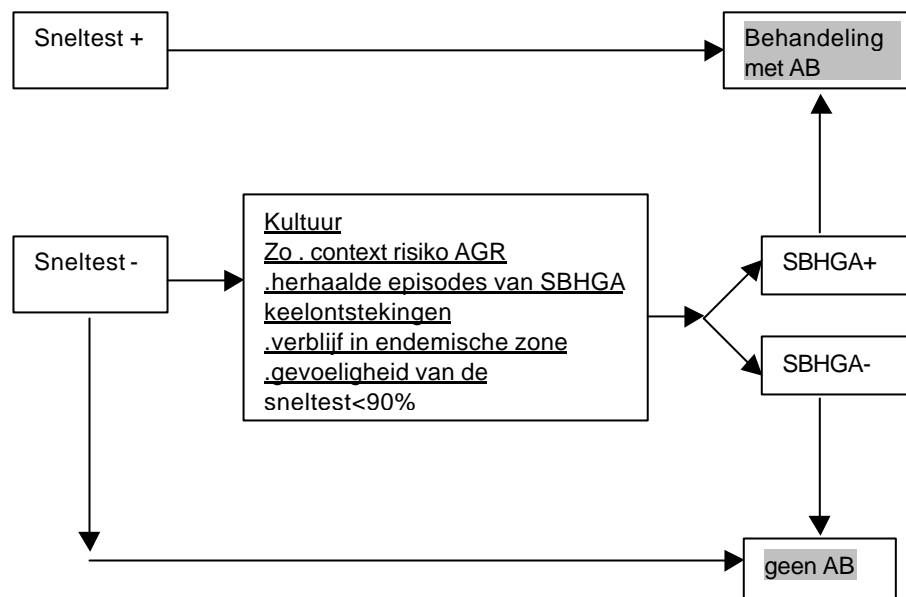 Sneltest +
Behandeling
met AB
Kultuur
Zo . context risiko AGR
.herhaalde episodes van SBHGA
keelontstekingen
.verblijf in endemische zone
.gevoeligheid van de
sneltest<90%
Sneltest -
SBHGA+
SBHGA-
geen AB